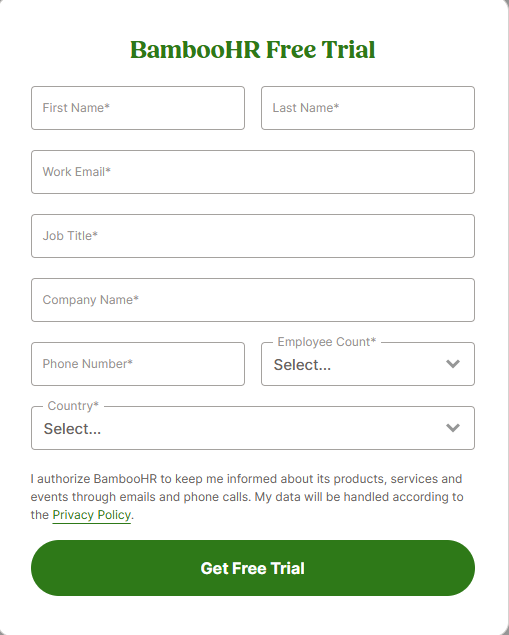 BambooHR Free Trial
First Name*
Last Name*
Work Email*
Job Title*
Company Name*
Phone Number*
Employee Count*
Select...
Country*
Select...
I authorize BambooHR to keep me informed about its products, services and
events through emails and phone calls. My data will be handled according to
the Privacy Policy.
Get Free Trial